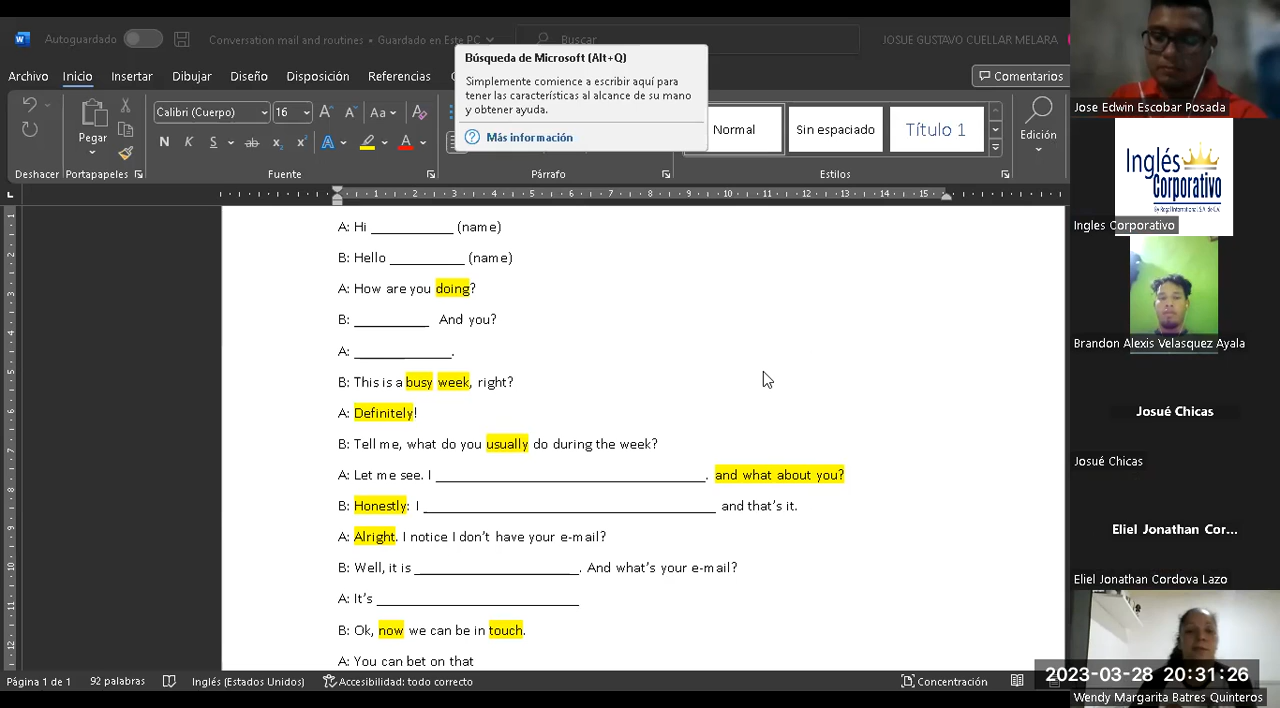 Autoguardado
Conversation mail and routines • Guardado en Este PC
Buscar
JOSUE GUSTAVO CUELLAR MELARA
Archivo Inicio Insertar Dibujar Diseño Disposición Referencias
Comentarios
Búsqueda de Microsoft (Alt+Q)
Simplemente comience a escribir aquí para
tener las características al alcance de su mano
y obtener ayuda.
Más información
Pegar
Calibri (Cuerpo) 16
Normal
Sin espaciado
Título 1
Edición
Deshacer Portapapeles Fuente Párrafo Estilos
A: Hi ___________ (name)
B: Hello __________ (name)
A: How are you doing?
B: __________ And you?
A: _____________.
B: This is a busy week, right?
A: Definitely!
B: Tell me, what do you usually do during the week?
A: Let me see. I ____________________________________. and what about you?
B: Honestly: I _______________________________________ and that's it.
A: Alright. I notice I don't have your e-mail?
B: Well, it is ______________________. And what's your e-mail?
A: It's ___________________________
B: Ok, now we can be in touch.
A: You can bet on that
Página 1 de 1 92 palabras Inglés (Estados Unidos) Accesibilidad: todo correcto Concentración
Jose Edwin Escobar Posada
Inglés
Corporativo
Ingles Corporativo
Brandon Alexis Velasquez Ayala
Josué Chicas
Josué Chicas
Eliel Jonathan Cor...
Eliel Jonathan Cordova Lazo
2023-03-28 20:31:26
Wendy Margarita Batres Quinteros